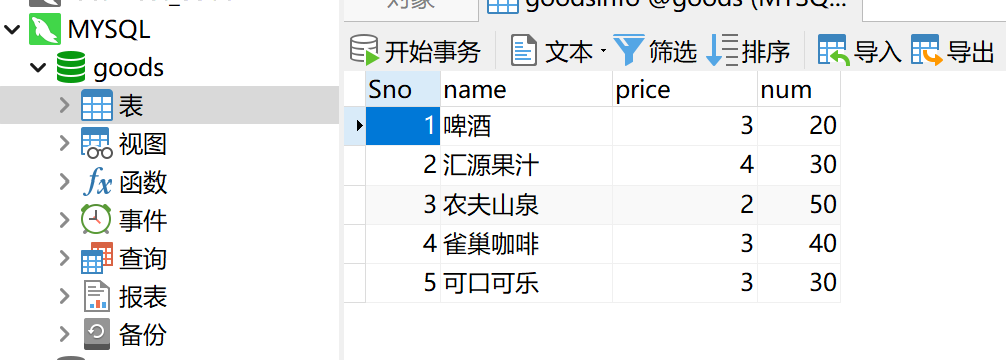 对象
goodsinfo @goods (MYSQ...
MYSQL
goods
表
视图
fx 函数
事件
查询
报表
备份
开始事务 文本 筛选 排序 导入 导出
Sno name price num
1 啤酒 3 20
2 汇源果汁 4 30
3 农夫山泉 2 50
4 雀巢咖啡 3 40
5 可口可乐 3 30